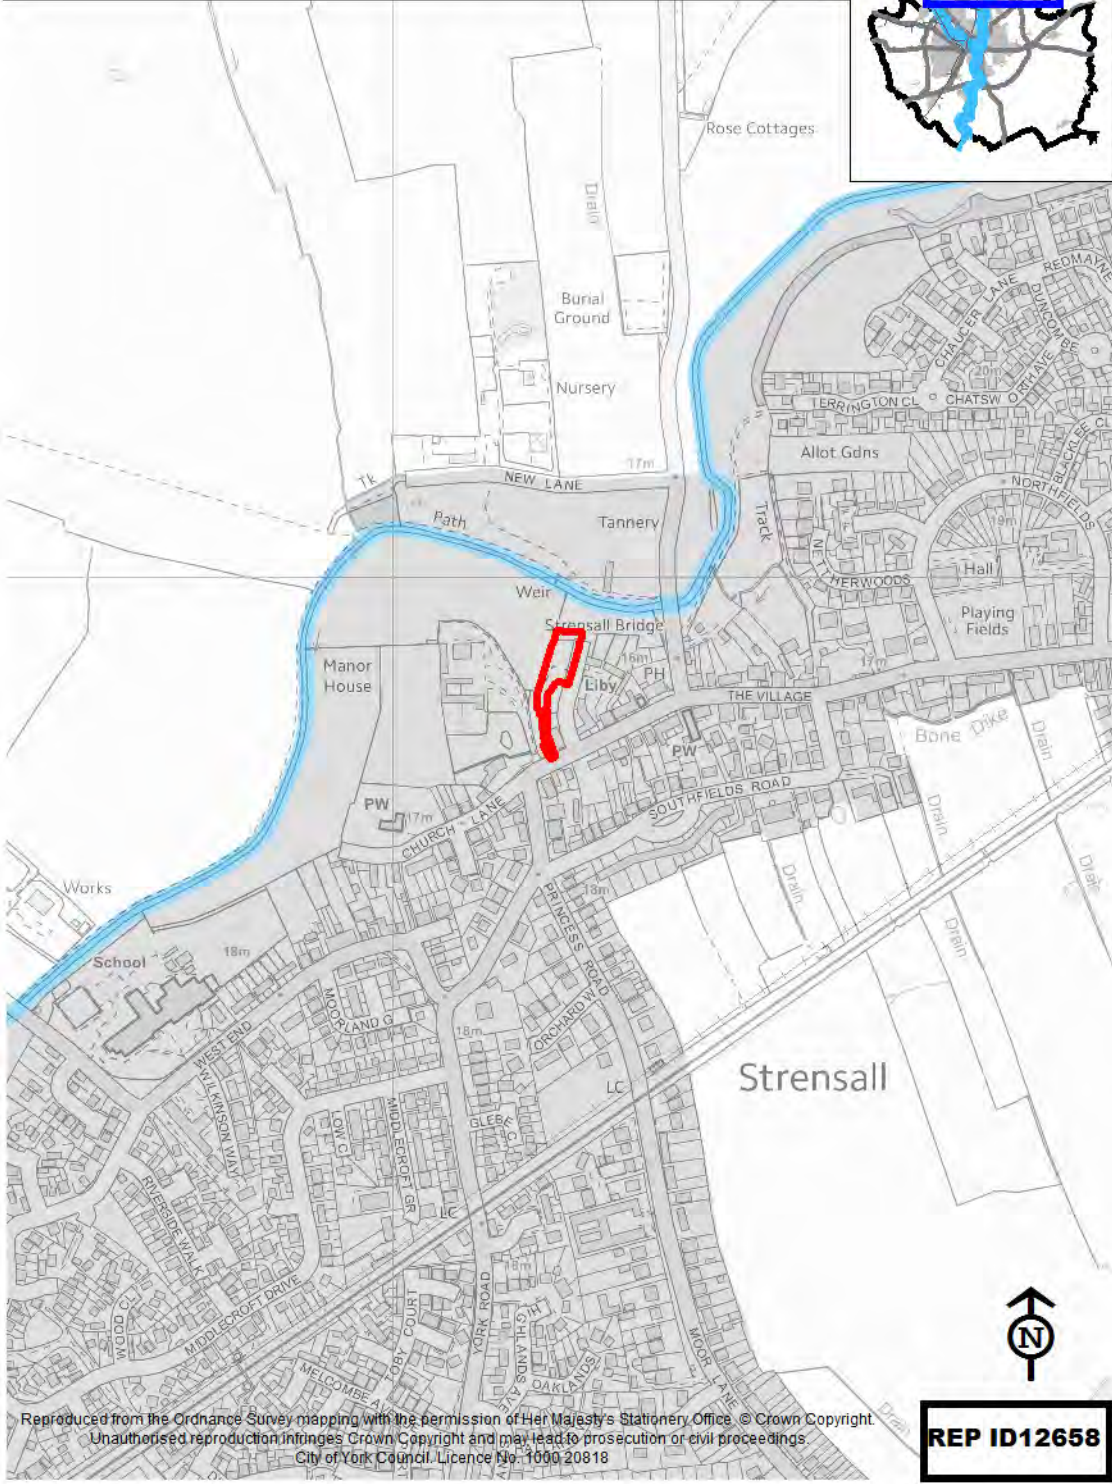 Rose Cottages
Drain
Burial
Ground
Nursery
REDMAYNE
CHAUCER LANE
DUNCOMBE
20m
TERRINGTON CL
CHATSWORTH AVE
Allot Gdns
BLACKLEE CL
NORTHFIELDS
17m
NEW LANE
Tk
Path
Tannery
Track
19m
NETHERWOODS
Hall
Weir
Playing
Fields
Strensall Bridge
16m
17m
Manor
House
Liby
PH
THE VILLAGE
Bone Dike
Drain
PW
SOUTHFIELDS ROAD
PW
17m
CHURCH LANE
Drain
Drain
Drain
Works
18m
PRINCESS ROAD
Drain
School
18m
MOORLAND G
ORCHARD W
WEST END
18m
Strensall
WILKINSON WAY
LC
LOW C
MIDDLECROFT GR
GLEBE C
RIVERSIDE WALK
LC
18m
MIDDLECROFT DRIVE
WOOD CL
TOBY COURT
YORK ROAD
HIGHLANDS AVE
MOOR LANE
N
MELCOMBE A
OAKLANDS
Drain
Reproduced from the Ordnance Survey mapping with the permission of Her Majesty's Stationery Office © Crown Copyright.
Unauthorised reproduction infringes Crown Copyright and may lead to prosecution or civil proceedings.
City of York Council. Licence No. 1000 20818
REP ID12658